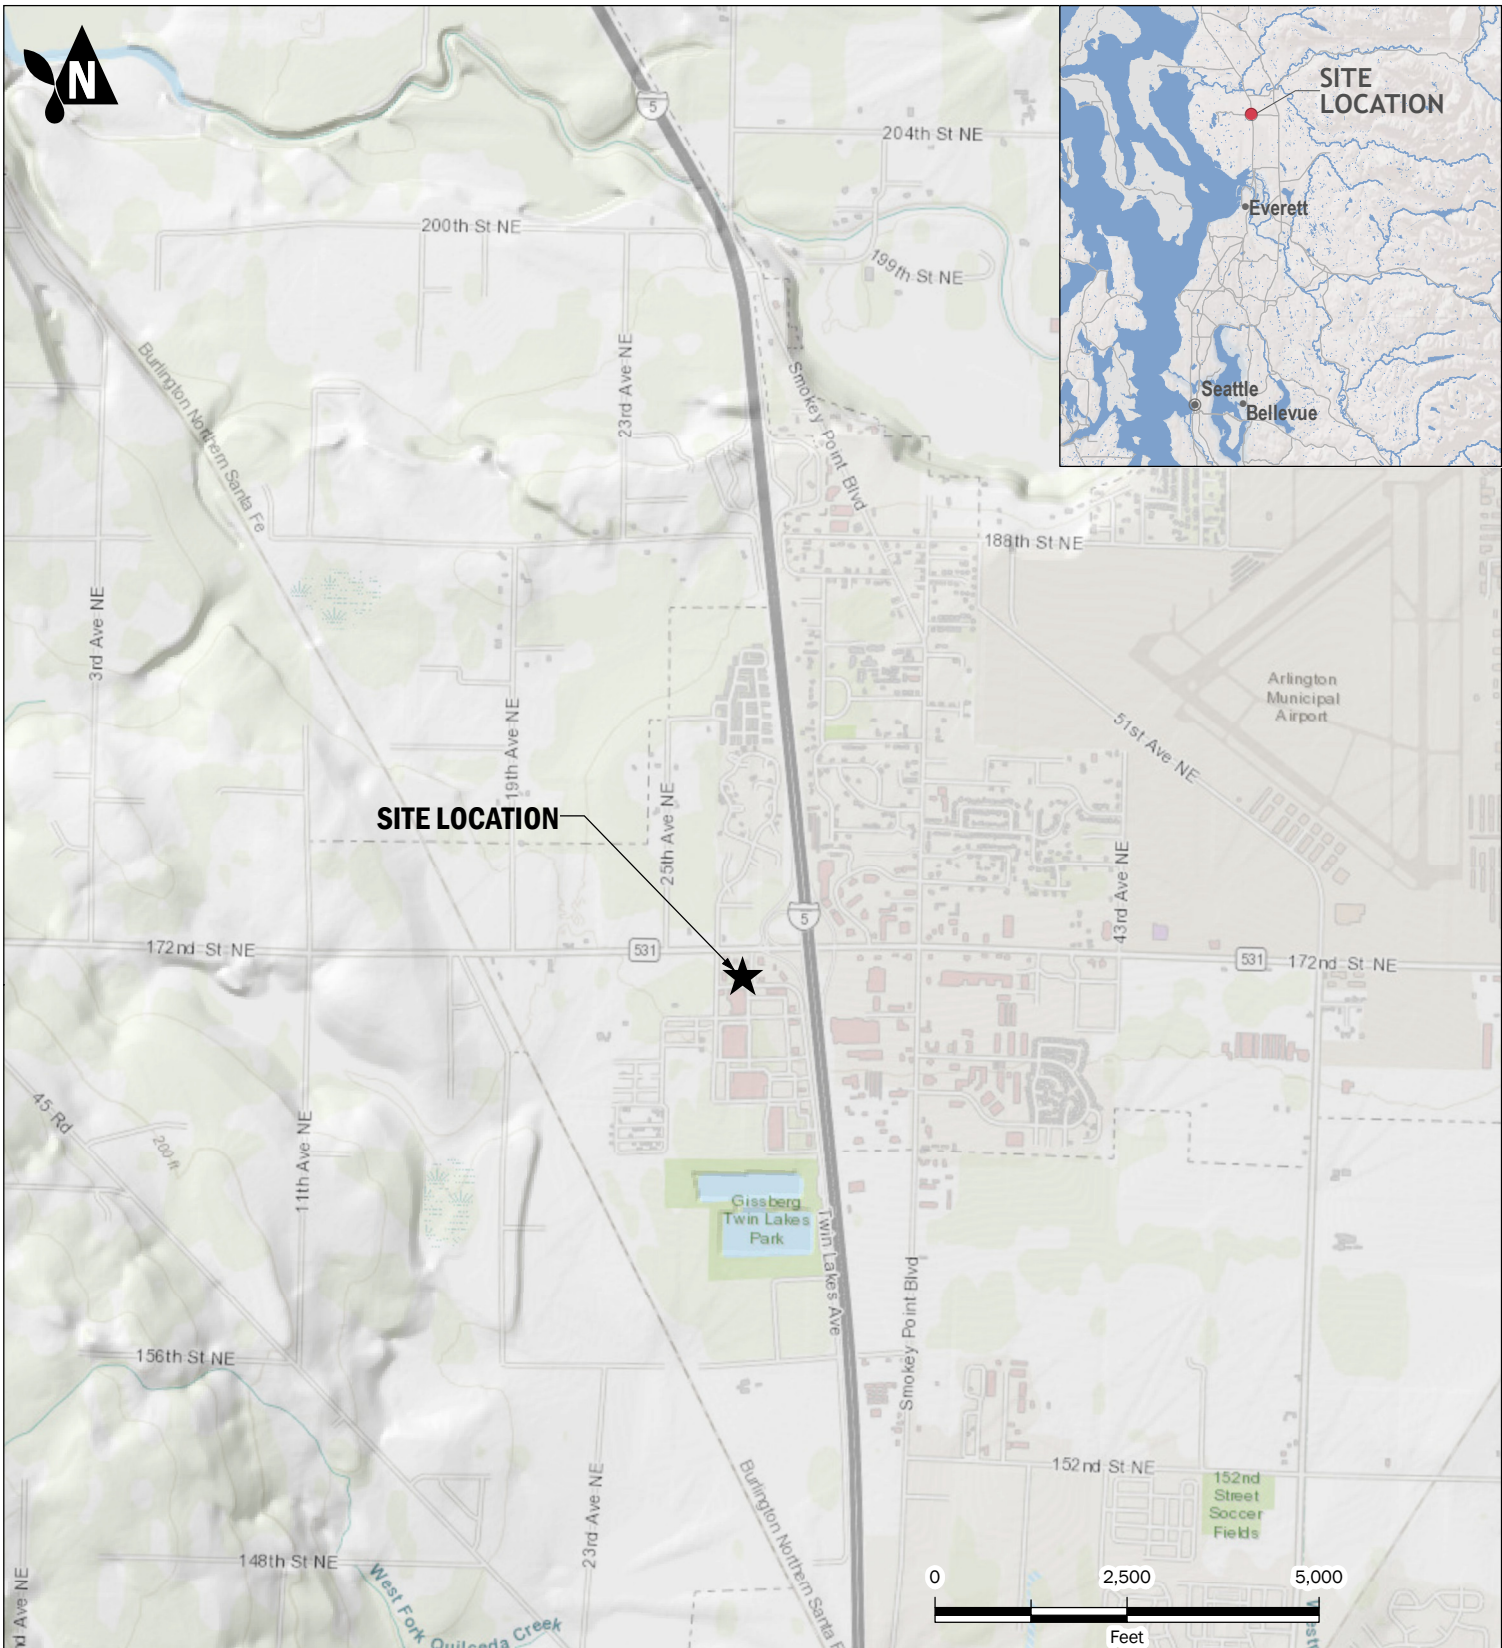 N
5
204th St NE
SITE
LOCATION
Everett
Seattle
Bellevue
200th St NE
199th St NE
23rd Ave NE
Burlington Northern Santa Fe
Smokey Point Blvd
188th St NE
3rd Ave NE
Arlington
Municipal
Airport
19th Ave NE
51st Ave NE
SITE LOCATION
25th Ave NE
43rd Ave NE
5
172nd St NE
531
531
172nd St NE
45 Rd
200 ft
11th Ave NE
Gissberg
Twin Lakes
Park
Twin Lakes Ave
Smokey Point Blvd
156th St NE
152nd St NE
152nd
Street
Soccer
Fields
23rd Ave NE
Burlington Northern Santa F
148th St NE
West Fork Quilceda Creek
d Ave NE
0
2,500
5,000
Feet
West